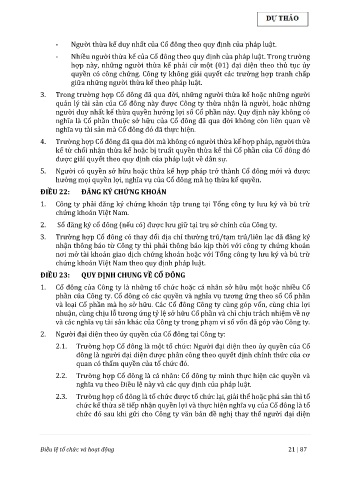 DỰ THẢO
- Người thừa kế duy nhất của Cổ đông theo quy định của pháp luật.
- Nhiều người thừa kế của Cổ đông theo quy định của pháp luật. Trong trường
hợp này, những người thừa kế phải cử một (01) đại diện theo thủ tục ủy
quyền có công chứng. Công ty không giải quyết các trường hợp tranh chấp
giữa những người thừa kế theo pháp luật.
3. Trong trường hợp Cổ đông đã qua đời, những người thừa kế hoặc những người
quản lý tài sản của Cổ đông này được Công ty thừa nhận là người, hoặc những
người duy nhất kế thừa quyền hưởng lợi số Cổ phần này. Quy định này không có
nghĩa là Cổ phần thuộc sở hữu của Cổ đông đã qua đời không còn liên quan về
nghĩa vụ tài sản mà Cổ đông đó đã thực hiện.
4. Trường hợp Cổ đông đã qua đời mà không có người thừa kế hợp pháp, người thừa
kế từ chối nhận thừa kế hoặc bị truất quyền thừa kế thì Cổ phần của Cổ đông đó
được giải quyết theo quy định của pháp luật về dân sự.
5. Người có quyền sở hữu hoặc thừa kế hợp pháp trở thành Cổ đông mới và được
hưởng mọi quyền lợi, nghĩa vụ của Cổ đông mà họ thừa kế quyền.
ĐIỀU 22: ĐĂNG KÝ CHỨNG KHOÁN
1. Công ty phải đăng ký chứng khoán tập trung tại Tổng công ty lưu ký và bù trừ
chứng khoán Việt Nam.
2. Sổ đăng ký cổ đông (nếu có) được lưu giữ tại trụ sở chính của Công ty.
3. Trường hợp Cổ đông có thay đổi địa chỉ thường trú/tạm trú/liên lạc đã đăng ký
nhận thông báo từ Công ty thì phải thông báo kịp thời với công ty chứng khoán
nơi mở tài khoản giao dịch chứng khoán hoặc với Tổng công ty lưu ký và bù trừ
chứng khoán Việt Nam theo quy định pháp luật.
ĐIỀU 23: QUY ĐỊNH CHUNG VỀ CỔ ĐÔNG
1. Cổ đông của Công ty là những tổ chức hoặc cá nhân sở hữu một hoặc nhiều Cổ
phần của Công ty. Cổ đông có các quyền và nghĩa vụ tương ứng theo số Cổ phần
và loại Cổ phần mà họ sở hữu. Các Cổ đông Công ty cùng góp vốn, cùng chia lợi
nhuận, cùng chịu lỗ tương ứng tỷ lệ sở hữu Cổ phần và chỉ chịu trách nhiệm về nợ
và các nghĩa vụ tài sản khác của Công ty trong phạm vi số vốn đã góp vào Công ty.
2. Người đại diện theo ủy quyền của Cổ đông tại Công ty:
2.1. Trường hợp Cổ đông là một tổ chức: Người đại diện theo ủy quyền của Cổ
đông là người đại diện được phân công theo quyết định chính thức của cơ
quan có thẩm quyền của tổ chức đó.
2.2. Trường hợp Cổ đông là cá nhân: Cổ đông tự mình thực hiện các quyền và
nghĩa vụ theo Điều lệ này và các quy định của pháp luật.
2.3. Trường hợp cổ đông là tổ chức được tổ chức lại, giải thể hoặc phá sản thì tổ
chức kế thừa sẽ tiếp nhận quyền lợi và thực hiện nghĩa vụ của Cổ đông là tổ
chức đó sau khi gửi cho Công ty văn bản đề nghị thay thế người đại diện
Điều lệ tổ chức và hoạt động 21 | 87